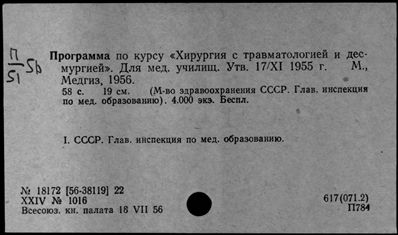 П
51
5b
Программа по курсу «Хирургия с травматологией и дес-
мургией». Для мед. училищ. Утв. 17/XI 1955 г. М.,
Медгиз, 1956.
58 с. 19 см. (М-во здравоохранения СССР. Глав. инспекция
по мед. образованию). 4.000 экз. Беспл.
I. СССР. Глав. инспекция по мед. образованию.
№ 18172 [56-38119] 22
XXIV № 1016
617(071.2)
Всесоюз. кн. палата 18 VII 56
П784